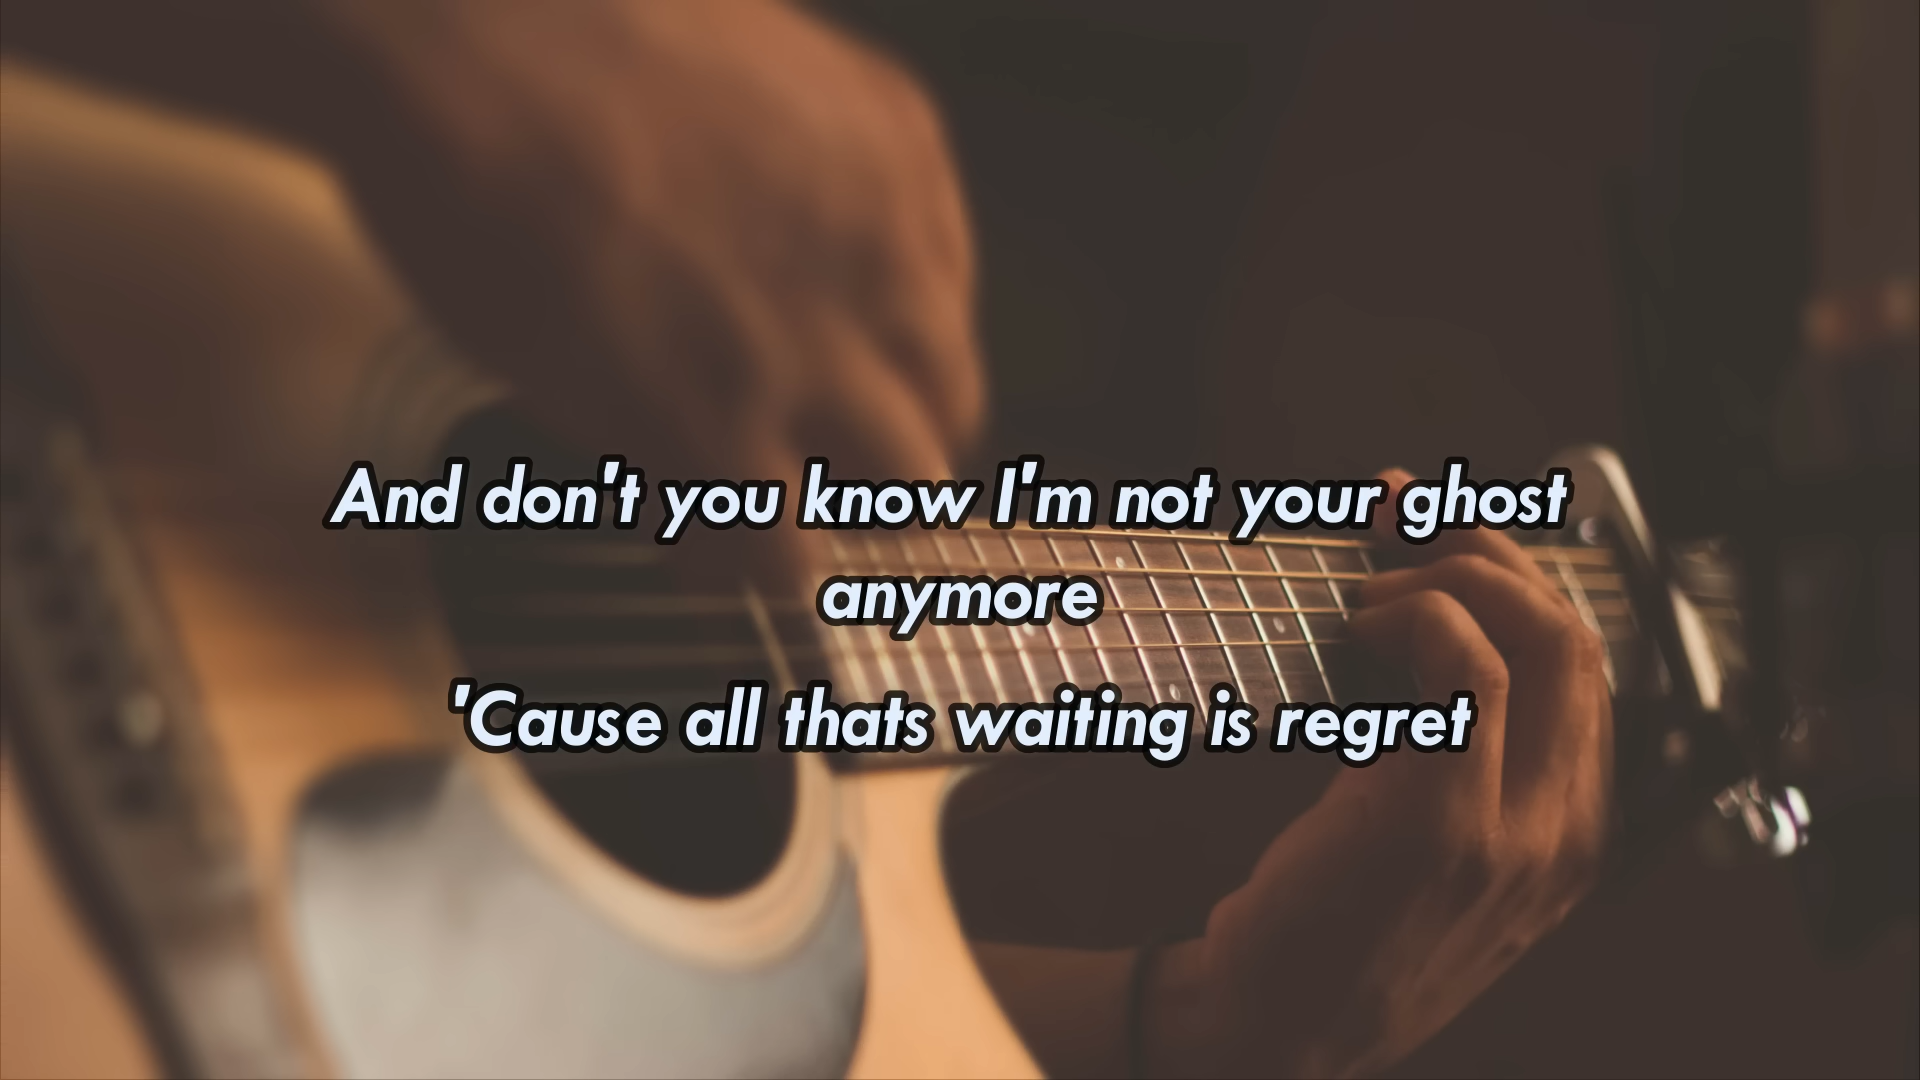 And don't you know I'm not your ghost
anymore
'Cause all thats waiting is regret